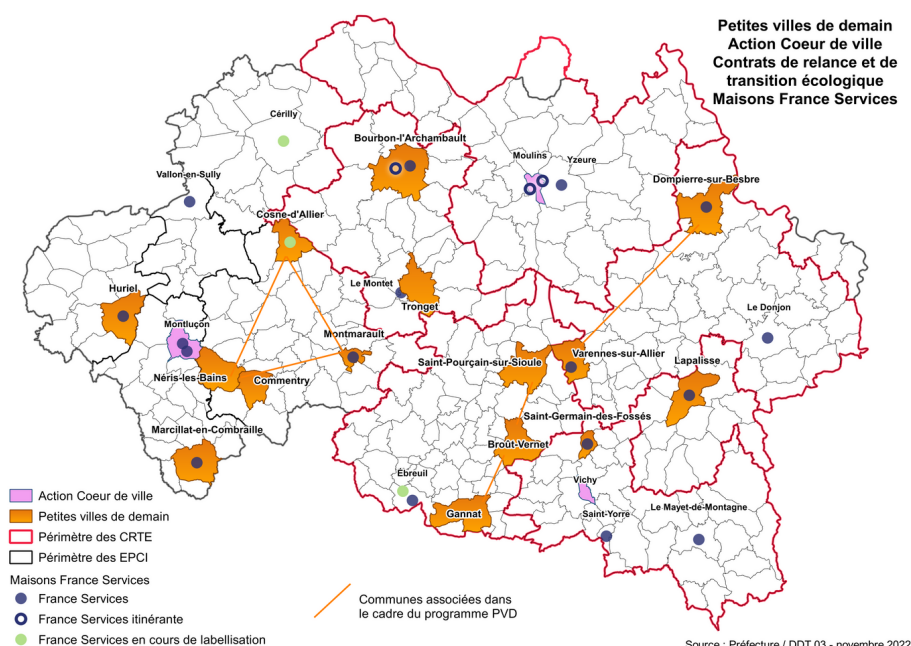 Petites villes de demain
Action Coeur de ville
Contrats de relance et de
transition écologique
Maisons France Services
Cérilly
Bourbon-l'Archambault
Moulins
Yzeure
Vallon-en-Sully
Dompierre-sur-Besbre
Cosne-d'Allier
Le Montet
Huriel
Tronget
Le Donjon
Montluçon
Montmarault
Varennes-sur-Allier
Saint-Pourçain-sur-Sioule
Lapalisse
Néris-les-Bains
Commentry
Saint-Germain-des-Fossés
Marcillat-en-Combraille
Broût-Vernet
Ébreuil
Vichy
Gannat
Saint-Yorre
Le Mayet-de-Montagne
Action Coeur de ville
Petites villes de demain
Périmètre des CRTE
Périmètre des EPCI
Maisons France Services
France Services
France Services itinérante
France Services en cours de labellisation
Communes associées dans
le cadre du programme PVD
Source : Préfecture / DDT 03 - novembre 2022